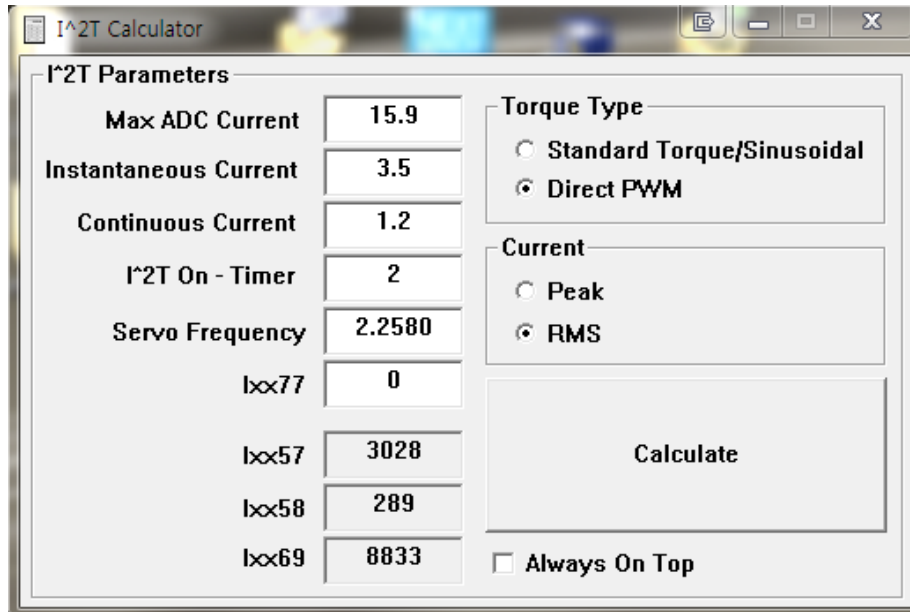 I^2T Calculator
I^2T Parameters
Max ADC Current 15.9
Instantaneous Current 3.5
Continuous Current 1.2
I^2T On - Timer 2
Servo Frequency 2.2580
Ixx77 0
Ixx57 3028
Ixx58 289
Ixx69 8833
Torque Type
Standard Torque/Sinusoidal
Direct PWM
Current
Peak
RMS
Calculate
Always On Top